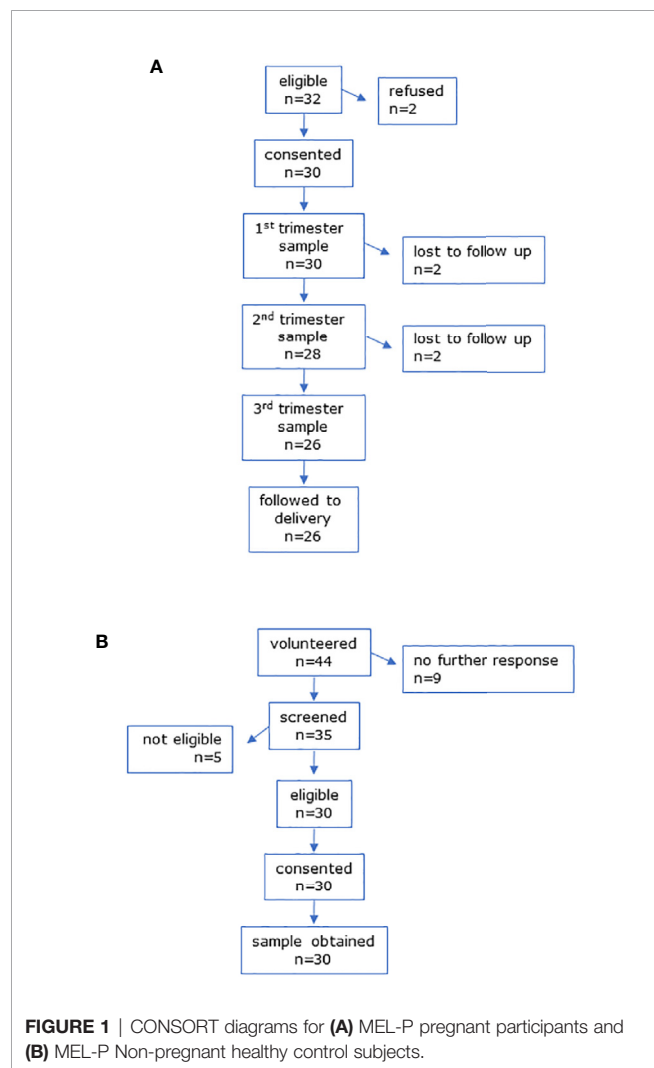 A
eligible
n=32
refused
n=2
consented
n=30
1st trimester
sample
n=30
lost to follow up
n=2
2nd trimester
sample
n=28
lost to follow up
n=2
3rd trimester
sample
n=26
followed to
delivery
n=26
B
volunteered
n=44
no further response
n=9
screened
n=35
not eligible
n=5
eligible
n=30
consented
n=30
sample obtained
n=30
FIGURE 1 | CONSORT diagrams for (A) MEL-P pregnant participants and
(B) MEL-P Non-pregnant healthy control subjects.